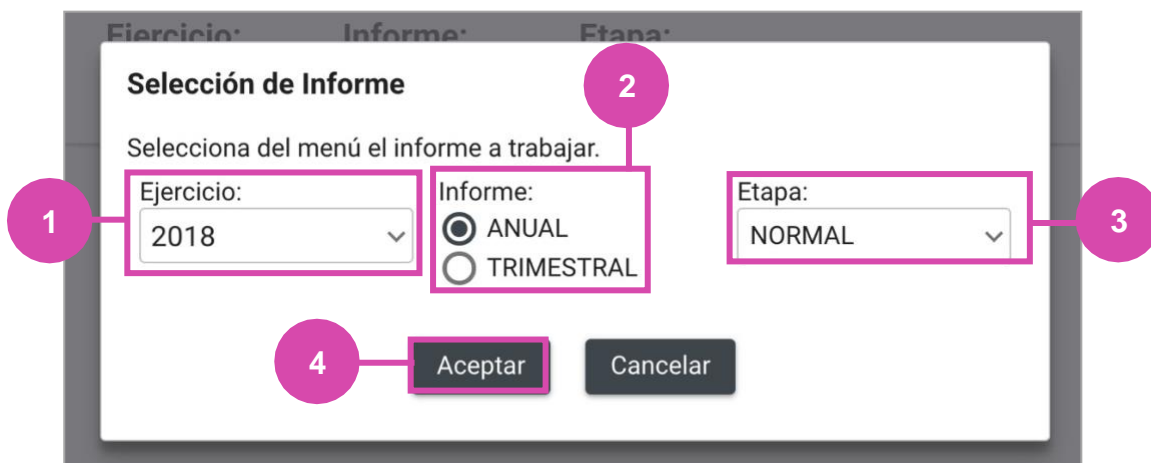 Ejercicio: Informe: Etapa:
Selección de Informe
2
Selecciona del menú el informe a trabajar.
1
Ejercicio:
2018
Informe:
ANUAL
TRIMESTRAL
Etapa:
NORMAL
3
4
Aceptar
Cancelar